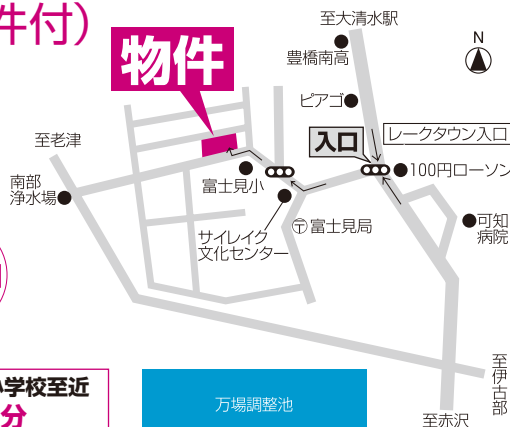 件付)
至大清水駅
N
物件
豊橋南高
ピアゴ
至老津
入口
レークタウン入口
100円ローソン
南部
浄水場
富士見小
〒富士見局
可知
病院
サイレイク
文化センター
小学校至近
分
万場調整池
至伊古部
至赤沢